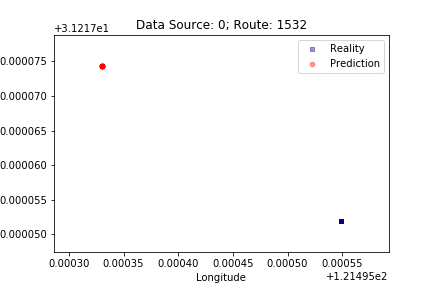 Data Source: 0; Route: 1532
+3.1217e1
Reality
Prediction
0.000075
0.000070
0.000065
0.000060
0.000055
0.000050
0.00030 0.00035 0.00040 0.00045 0.00050 0.00055
Longitude
+1.21495e2